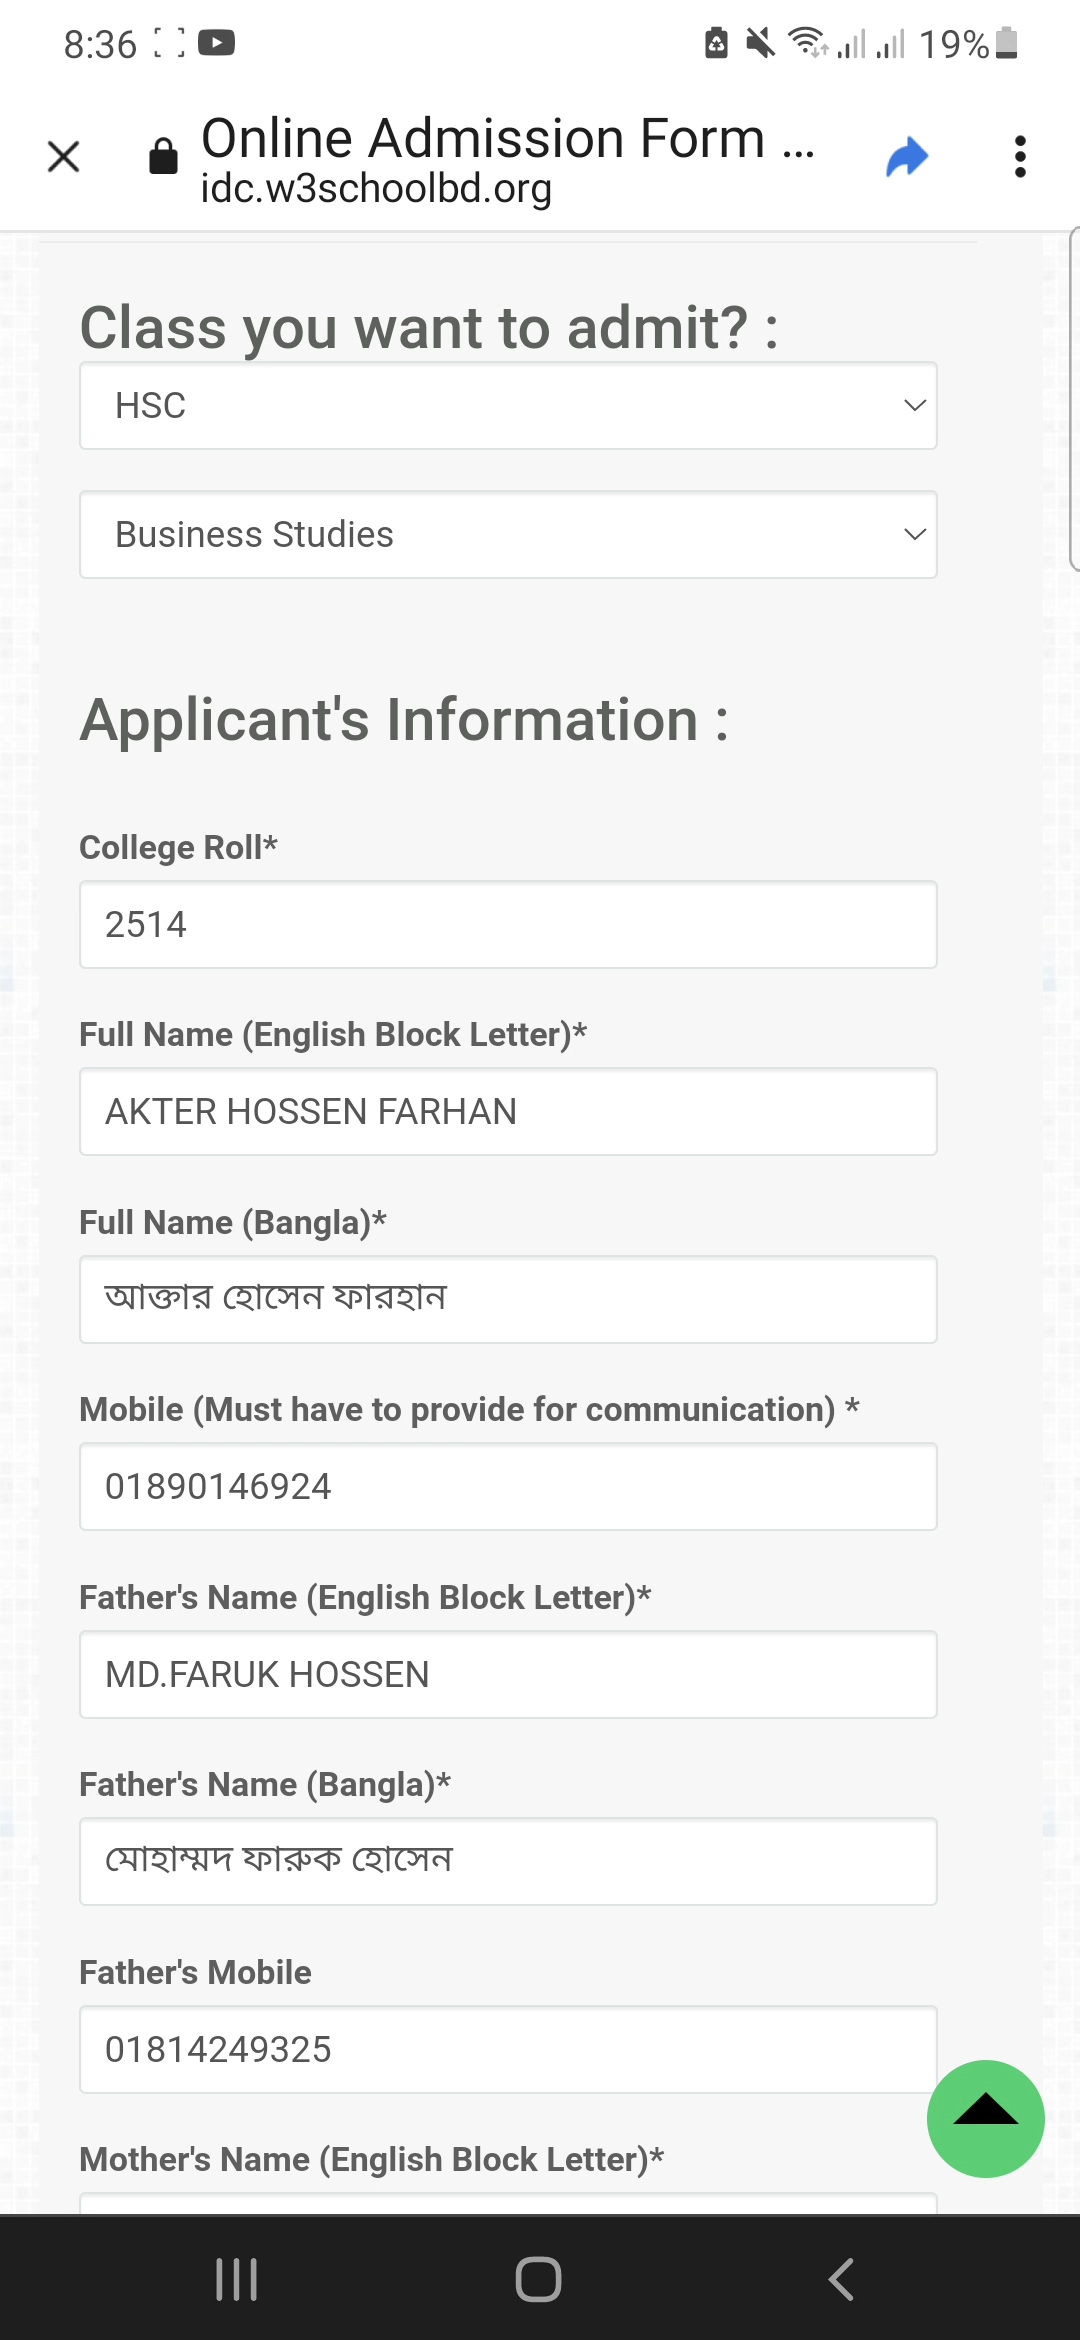 8:36
19%
Online Admission Form ...
idc.w3schoolbd.org
Class you want to admit? :
HSC
Business Studies
Applicant's Information :
College Roll*
2514
Full Name (English Block Letter)*
AKTER HOSSEN FARHAN
Full Name (Bangla)*
আক্তার হোসেন ফারহান
Mobile (Must have to provide for communication) *
01890146924
Father's Name (English Block Letter)*
MD.FARUK HOSSEN
Father's Name (Bangla)*
মোহাম্মদ ফারুক হোসেন
Father's Mobile
01814249325
Mother's Name (English Block Letter)*